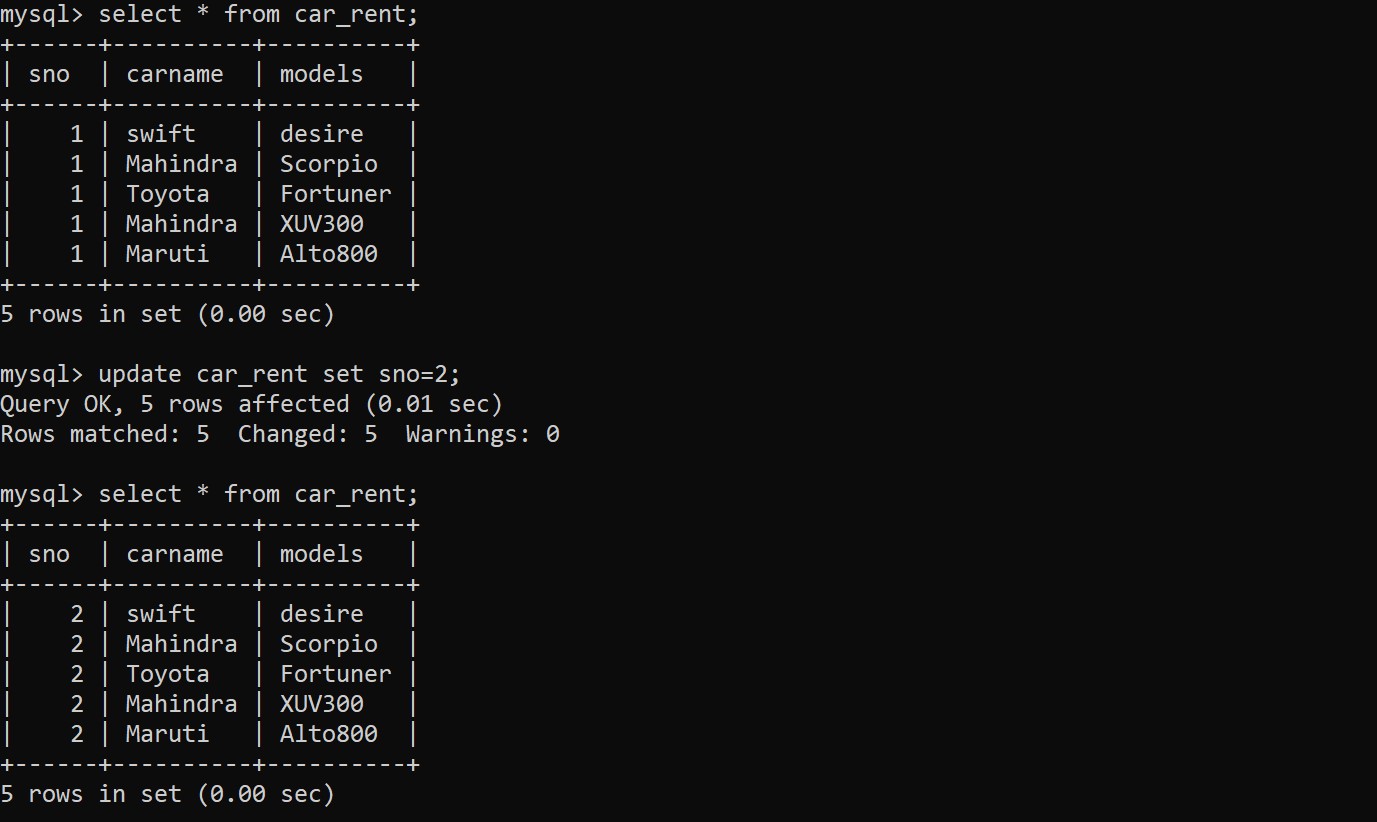 mysql> select * from car_rent;
+------+----------+----------+
| sno  | carname  | models   |
+------+----------+----------+
|    1 | swift    | desire   |
|    1 | Mahindra | Scorpio  |
|    1 | Toyota   | Fortuner |
|    1 | Mahindra | XUV300   |
|    1 | Maruti   | Alto800  |
+------+----------+----------+
5 rows in set (0.00 sec)

mysql> update car_rent set sno=2;
Query OK, 5 rows affected (0.01 sec)
Rows matched: 5  Changed: 5  Warnings: 0

mysql> select * from car_rent;
+------+----------+----------+
| sno  | carname  | models   |
+------+----------+----------+
|    2 | swift    | desire   |
|    2 | Mahindra | Scorpio  |
|    2 | Toyota   | Fortuner |
|    2 | Mahindra | XUV300   |
|    2 | Maruti   | Alto800  |
+------+----------+----------+
5 rows in set (0.00 sec)